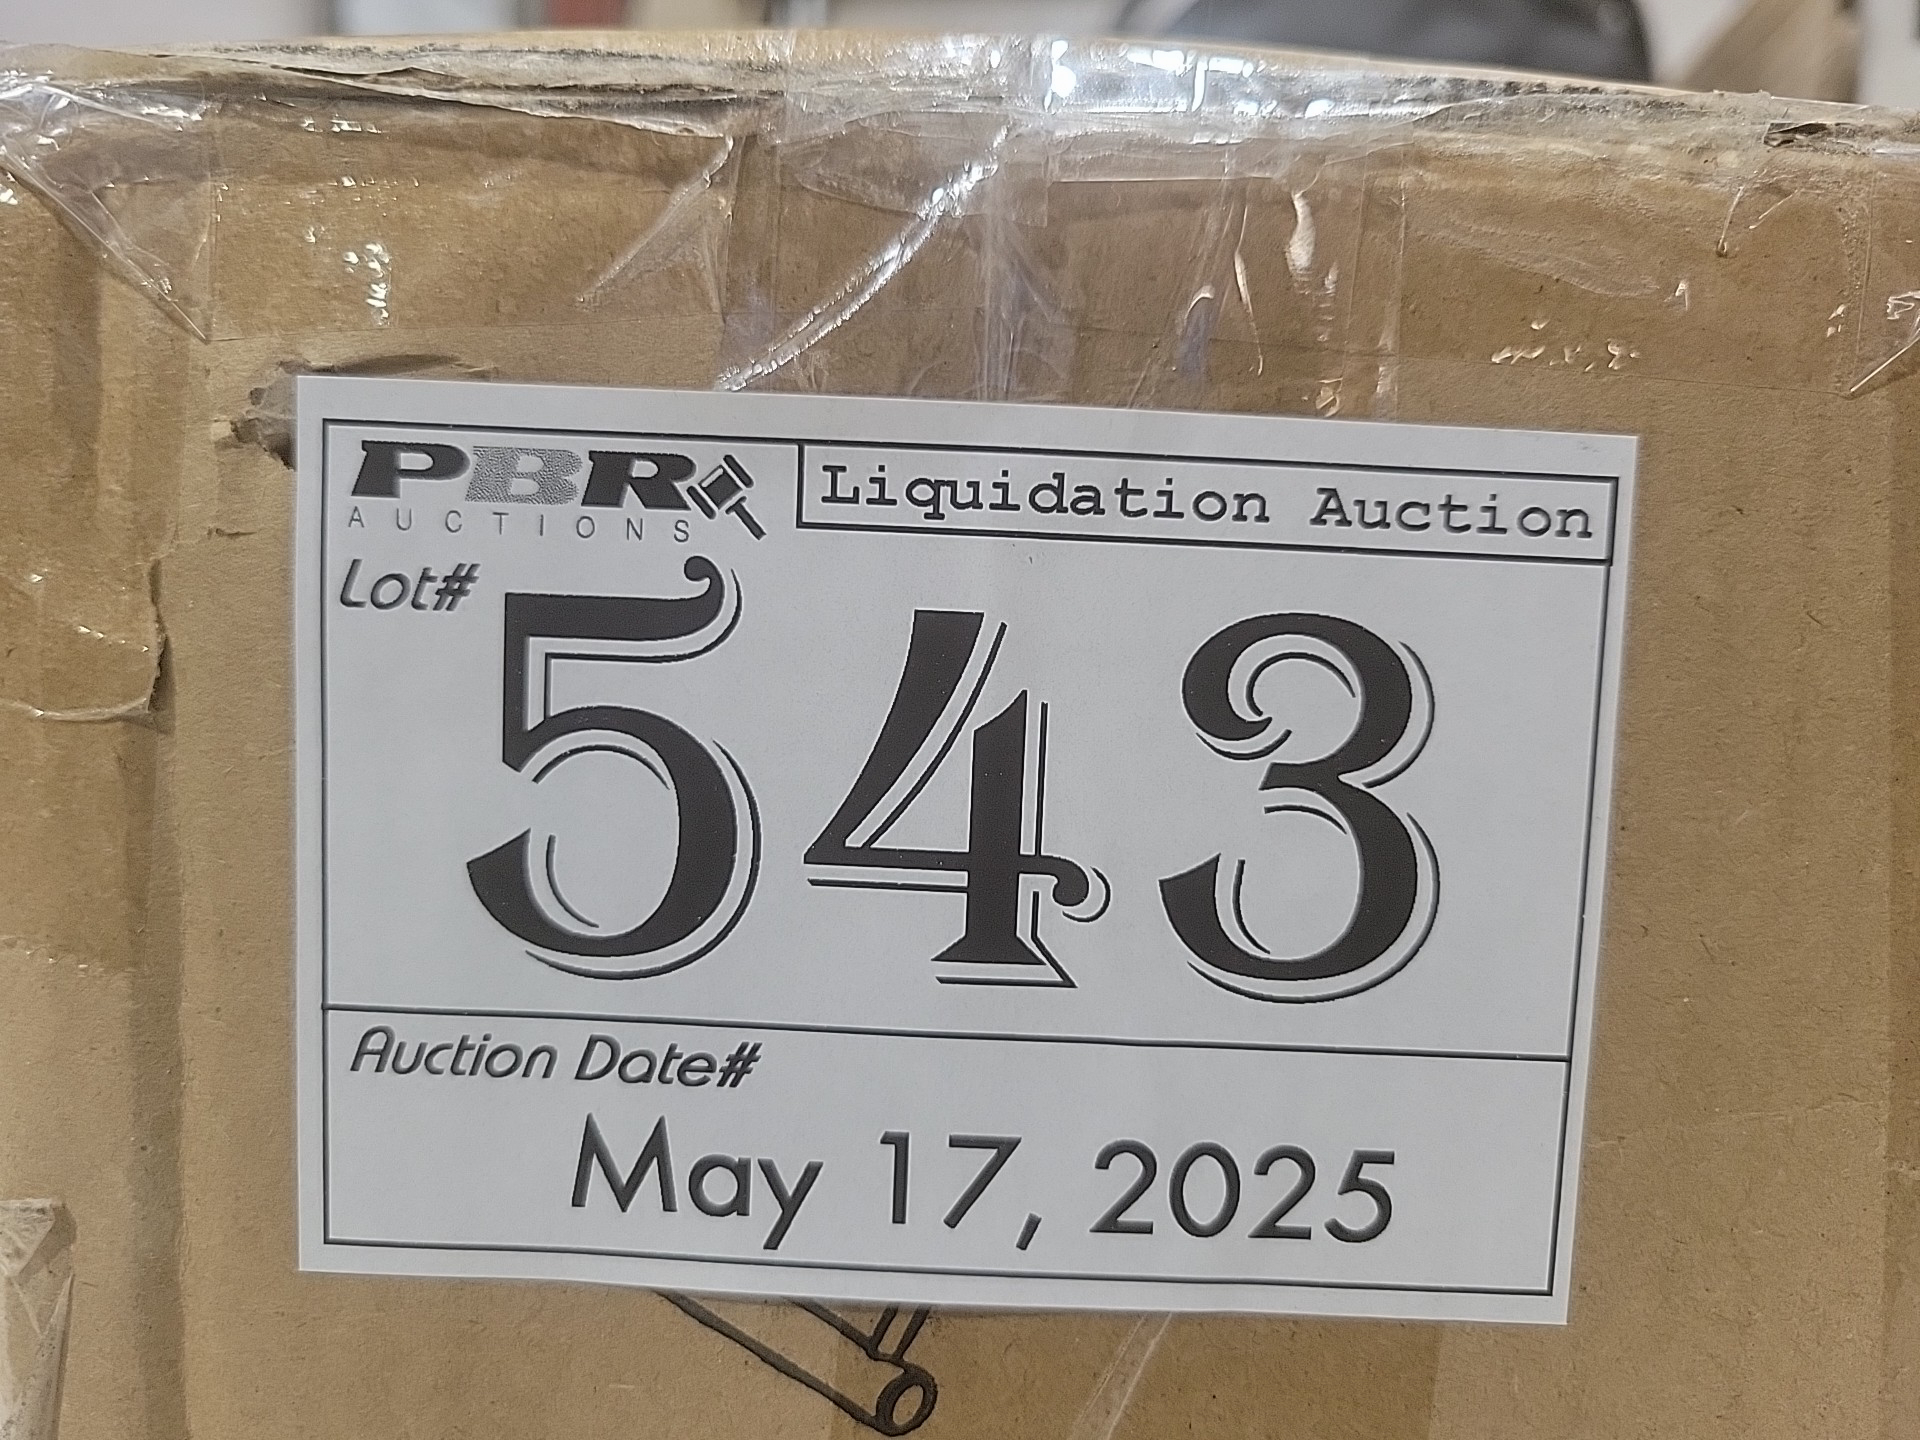 PBR
AUCTIONS
Liquidation Auction
Lot#
543
Auction Date#
May 17, 2025